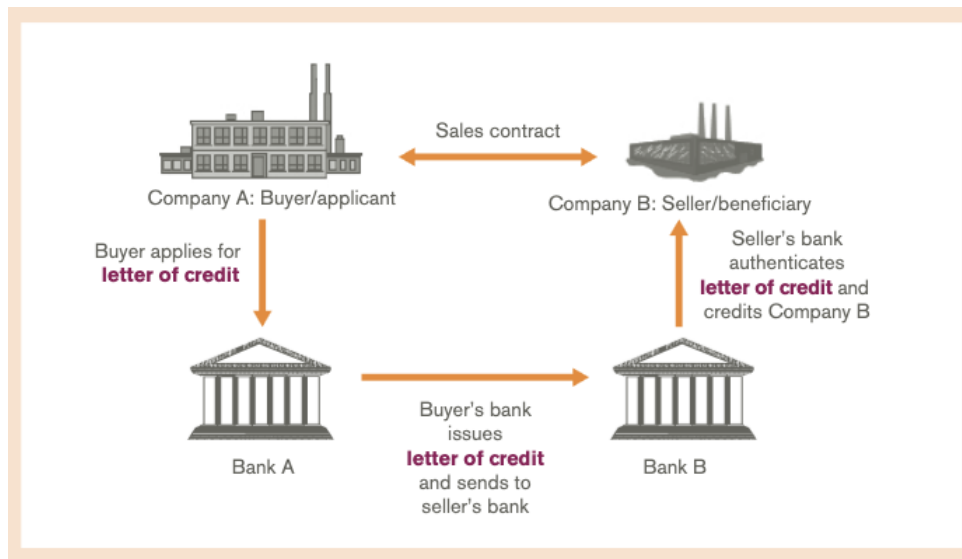 Sales contract
Company A: Buyer/applicant
Company B: Seller/beneficiary
Buyer applies for
letter of credit
Seller's bank
authenticates
letter of credit and
credits Company B
Buyer's bank
issues
letter of credit
and sends to
seller's bank
Bank A
Bank B